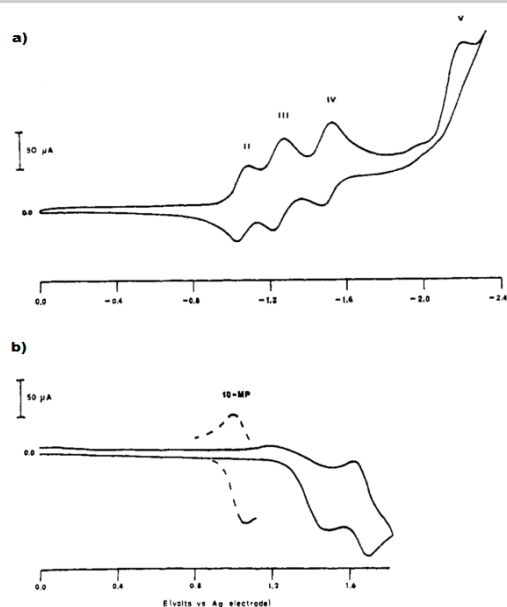 a)
V
IV
III
II
50 μA
0.0
0.0 -0.4 -0.8 -1.2 -1.6 -2.0 -2.4
b)
50 μA
10-MP
0.0
0.0 0.4 0.8 1.2 1.6
E(volts vs Ag electrode)